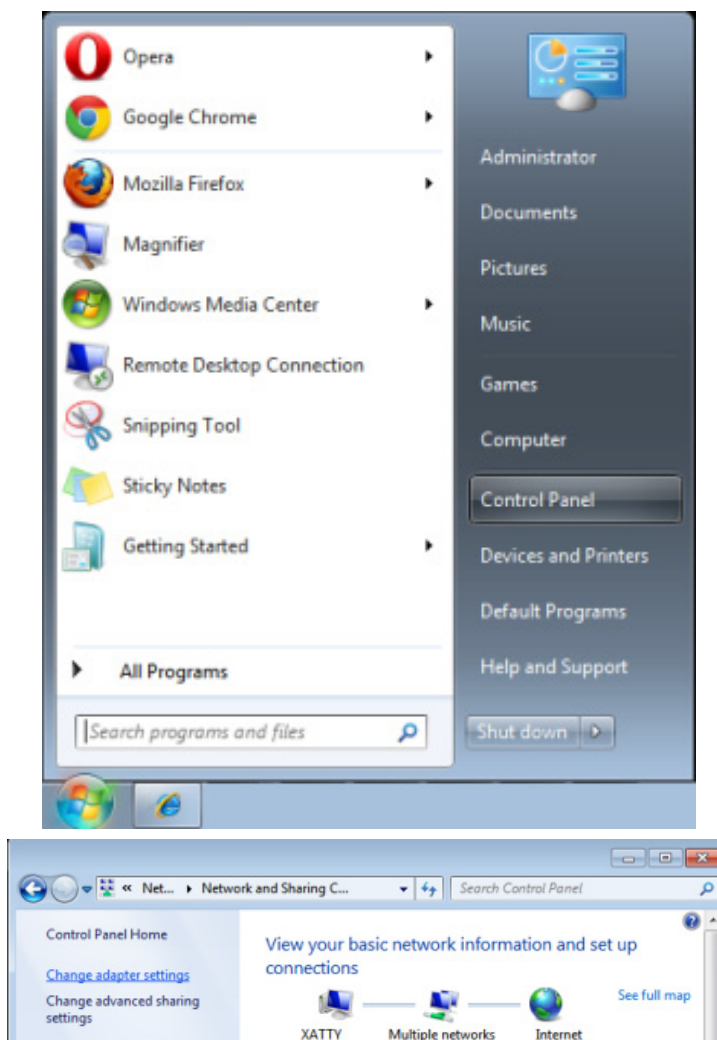 Opera
Google Chrome
Mozilla Firefox
Magnifier
Windows Media Center
Remote Desktop Connection
Snipping Tool
Sticky Notes
Getting Started
All Programs
Search programs and files
Administrator
Documents
Pictures
Music
Games
Computer
Control Panel
Devices and Printers
Default Programs
Help and Support
Shut down
« Net... Network and Sharing C...
Search Control Panel
Control Panel Home
Change adapter settings
Change advanced sharing
settings
View your basic network information and set up
connections
See full map
XATTY Multiple networks Internet